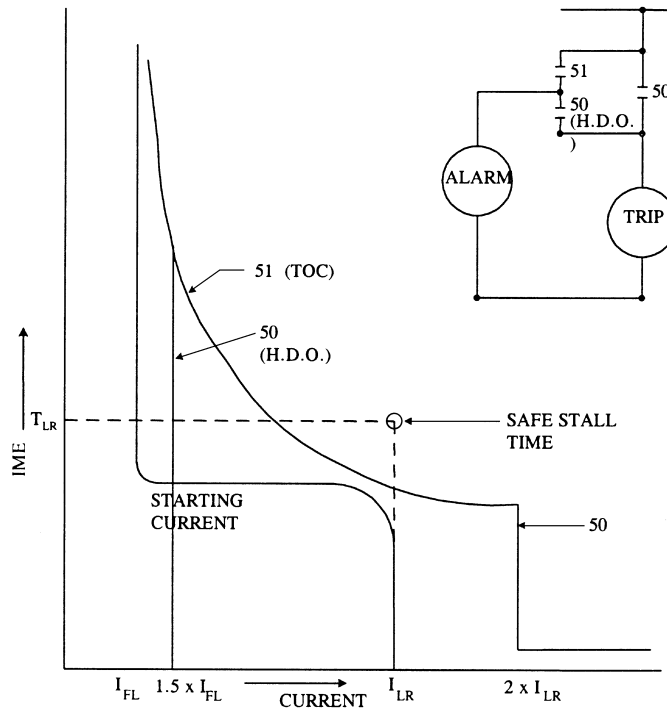 51
50
50
(H.D.O.
)
ALARM
TRIP
51 (TOC)
50
(H.D.O.)
T_LR
SAFE STALL
TIME
IME
STARTING
CURRENT
50
I_FL
1.5 x I_FL
CURRENT
I_LR
2 x I_LR